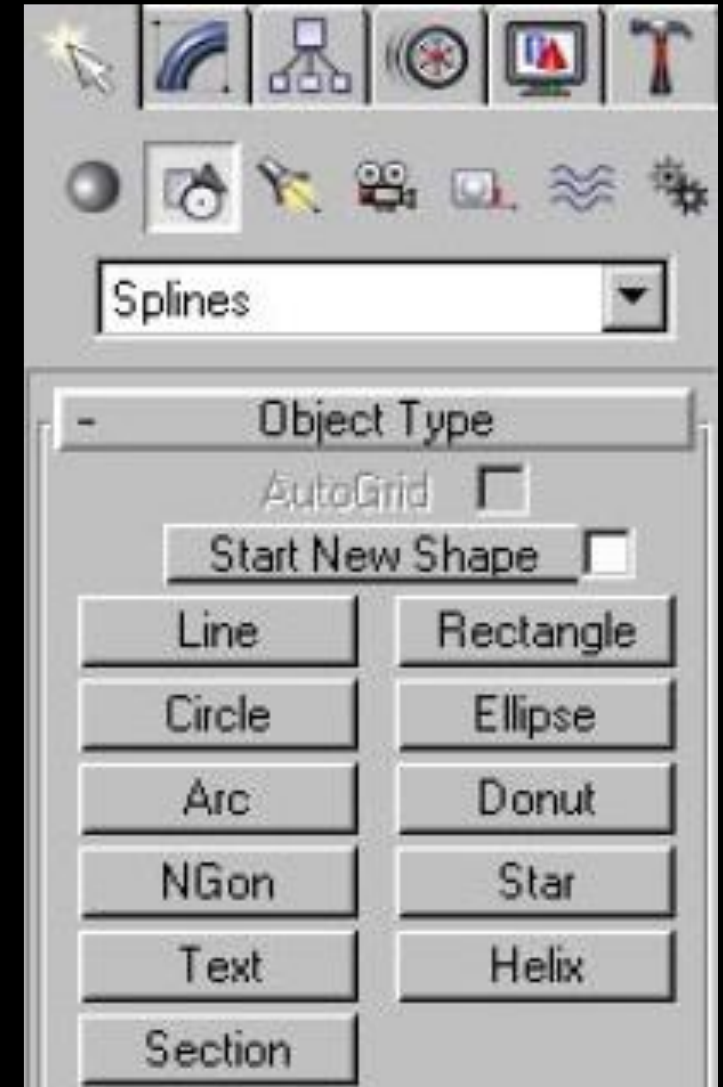 Splines
- Object Type
AutoGrid
Start New Shape
Line Rectangle
Circle Ellipse
Arc Donut
NGon Star
Text Helix
Section